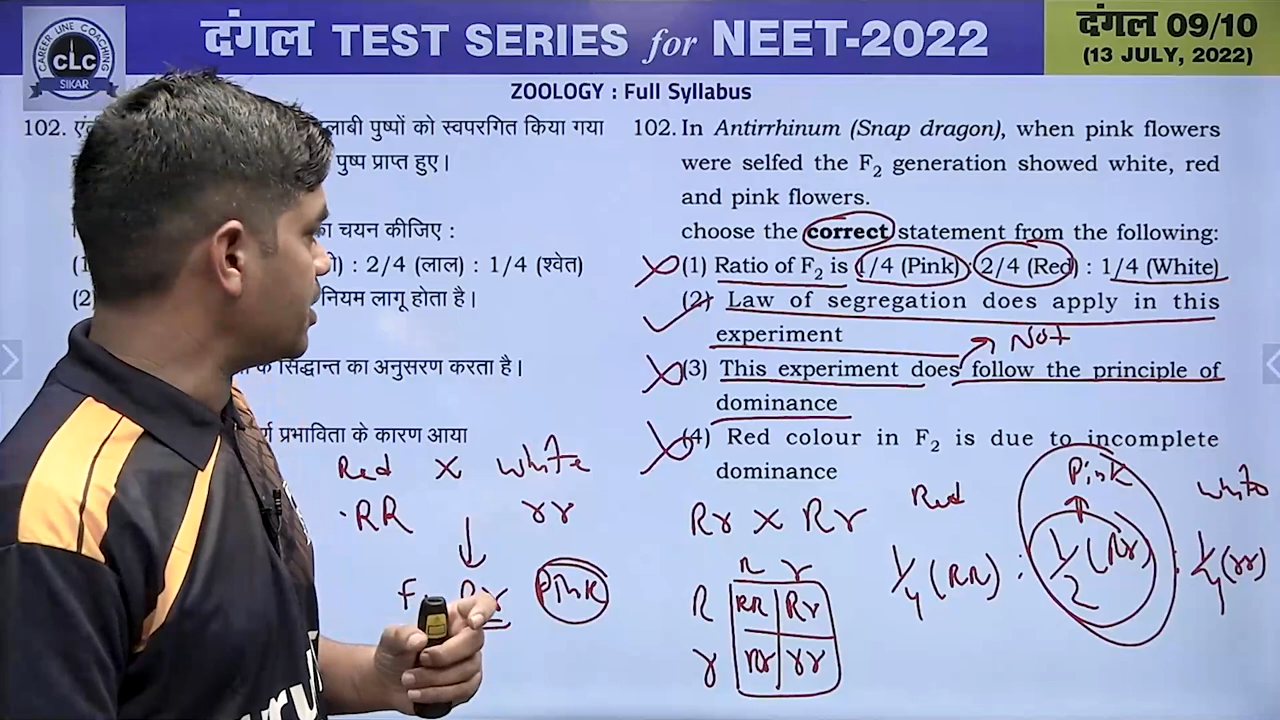 CAREER LINE COACHING
CLC
SIKAR
दंगल TEST SERIES for NEET-2022
दंगल 09/10
(13 JULY, 2022)
ZOOLOGY : Full Syllabus
102.
लाबी पुष्पों को स्वपरागित किया गया
पुष्प प्राप्त हुए।
का चयन कीजिए :
(1
) : 2/4 (लाल) : 1/4 (श्वेत)
(2)
नियम लागू होता है।
के सिद्धान्त का अनुसरण करता है।
र्ण प्रभाविता के कारण आया
102. In Antirrhinum (Snap dragon), when pink flowers
were selfed the F2 generation showed white, red
and pink flowers.
choose the correct statement from the following:
(1) Ratio of F2 is 1/4 (Pink) : 2/4 (Red) : 1/4 (White)
(2) Law of segregation does apply in this
experiment
Not
(3) This experiment does follow the principle of
dominance
(4) Red colour in F2 is due to incomplete
dominance
Red x white
RR rr
Rr Pink
Rr x Rr
R r
R RR Rr
r Rr rr
Red Pink white
1/4 (RR) : 1/2 (Rr) : 1/4 (rr)